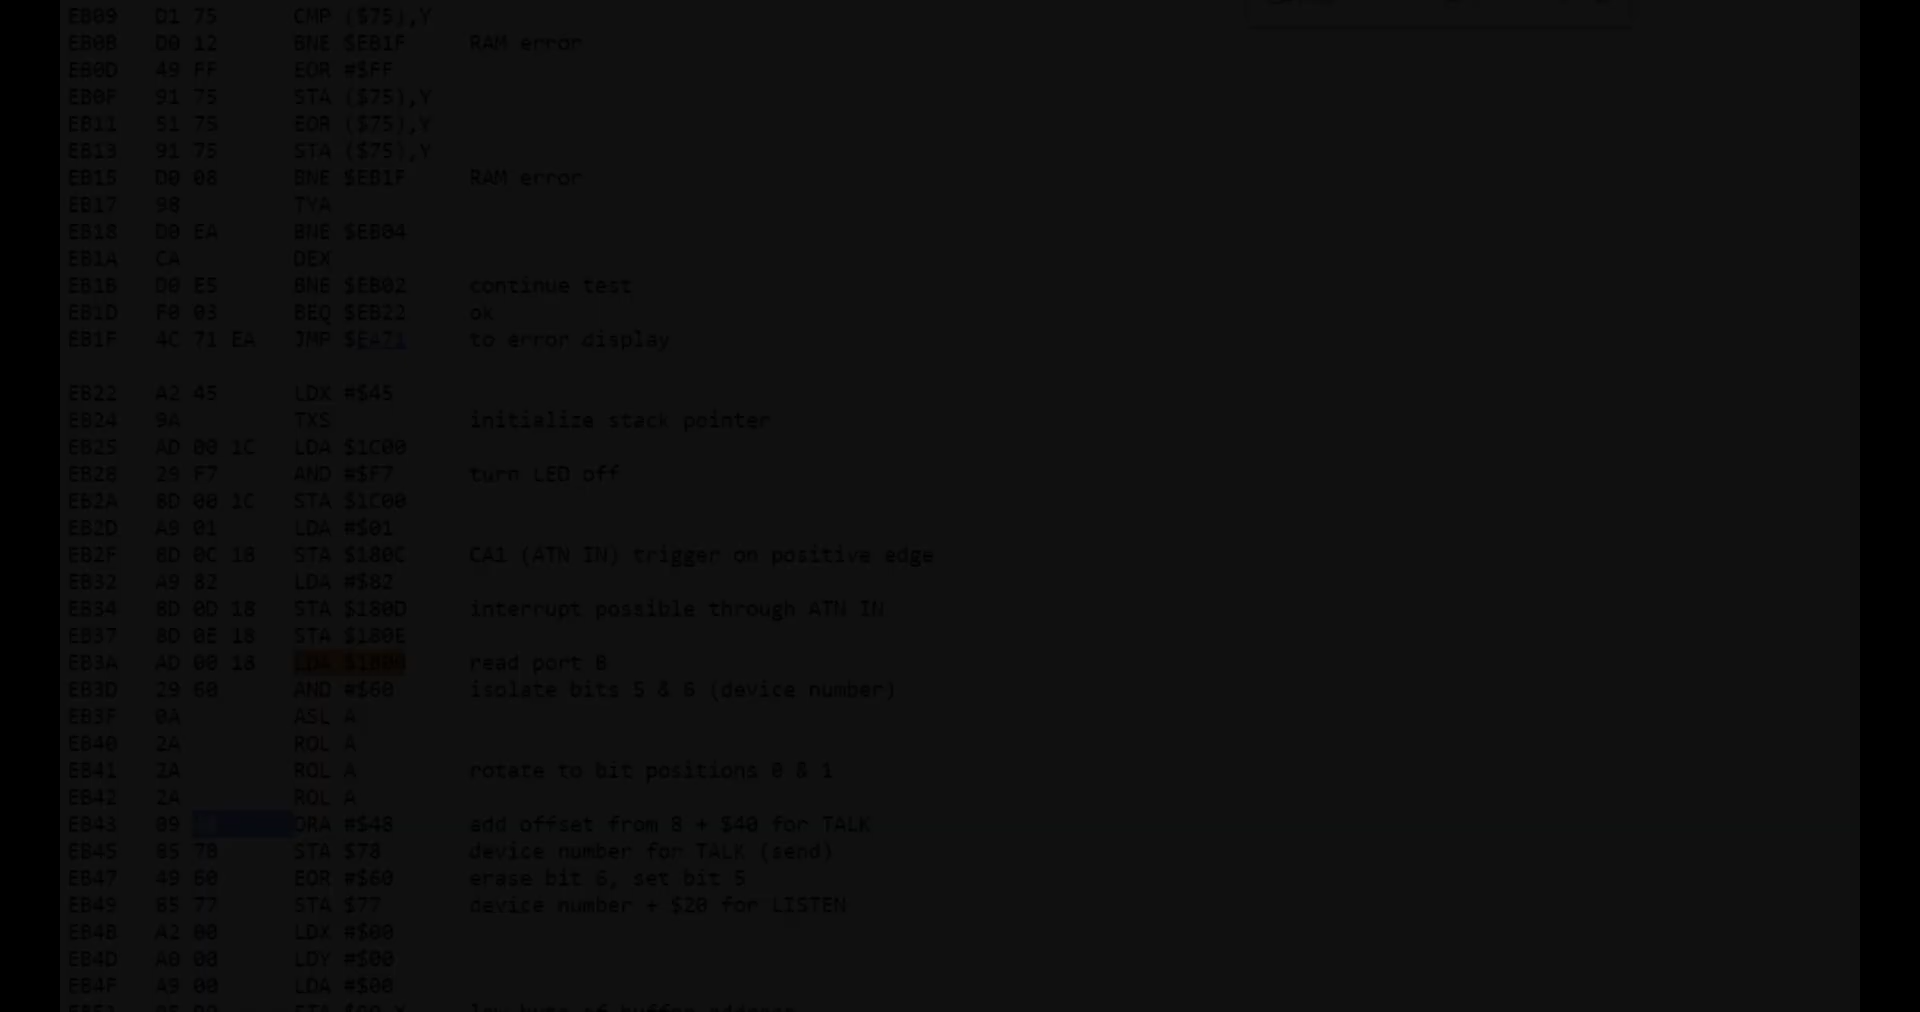 EB09 D1 75 CMP ($75),Y
EB0B D0 12 BNE $EB1F RAM error
EB0D 49 FF EOR #$FF
EB0F 91 75 STA ($75),Y
EB11 51 75 EOR ($75),Y
EB13 91 75 STA ($75),Y
EB15 D0 08 BNE $EB1F RAM error
EB17 98 TYA
EB18 D0 EA BNE $EB04
EB1A CA DEX
EB1B D0 E5 BNE $EB02 continue test
EB1D F0 03 BEQ $EB22 ok
EB1F 4C 71 EA JMP $EA71 to error display
EB22 A2 45 LDX #$45
EB24 9A TXS initialize stack pointer
EB25 AD 00 1C LDA $1C00
EB28 29 F7 AND #$F7 turn LED off
EB2A 8D 00 1C STA $1C00
EB2D A9 01 LDA #$01
EB2F 8D 0C 18 STA $180C CA1 (ATN IN) trigger on positive edge
EB32 A9 82 LDA #$82
EB34 8D 0D 18 STA $180D interrupt possible through ATN IN
EB37 8D 0E 18 STA $180E
EB3A AD 00 18 LDA $1800 read port B
EB3D 29 60 AND #$60 isolate bits 5 & 6 (device number)
EB3F 0A ASL A
EB40 2A ROL A
EB41 2A ROL A rotate to bit positions 0 & 1
EB42 2A ROL A
EB43 09 ORA #$48 add offset from 8 + $40 for TALK
EB45 85 78 STA $78 device number for TALK (send)
EB47 49 60 EOR #$60 erase bit 6, set bit 5
EB49 85 77 STA $77 device number + $20 for LISTEN
EB4B A2 00 LDX #$00
EB4D A0 00 LDY #$00
EB4F A9 00 LDA #$00